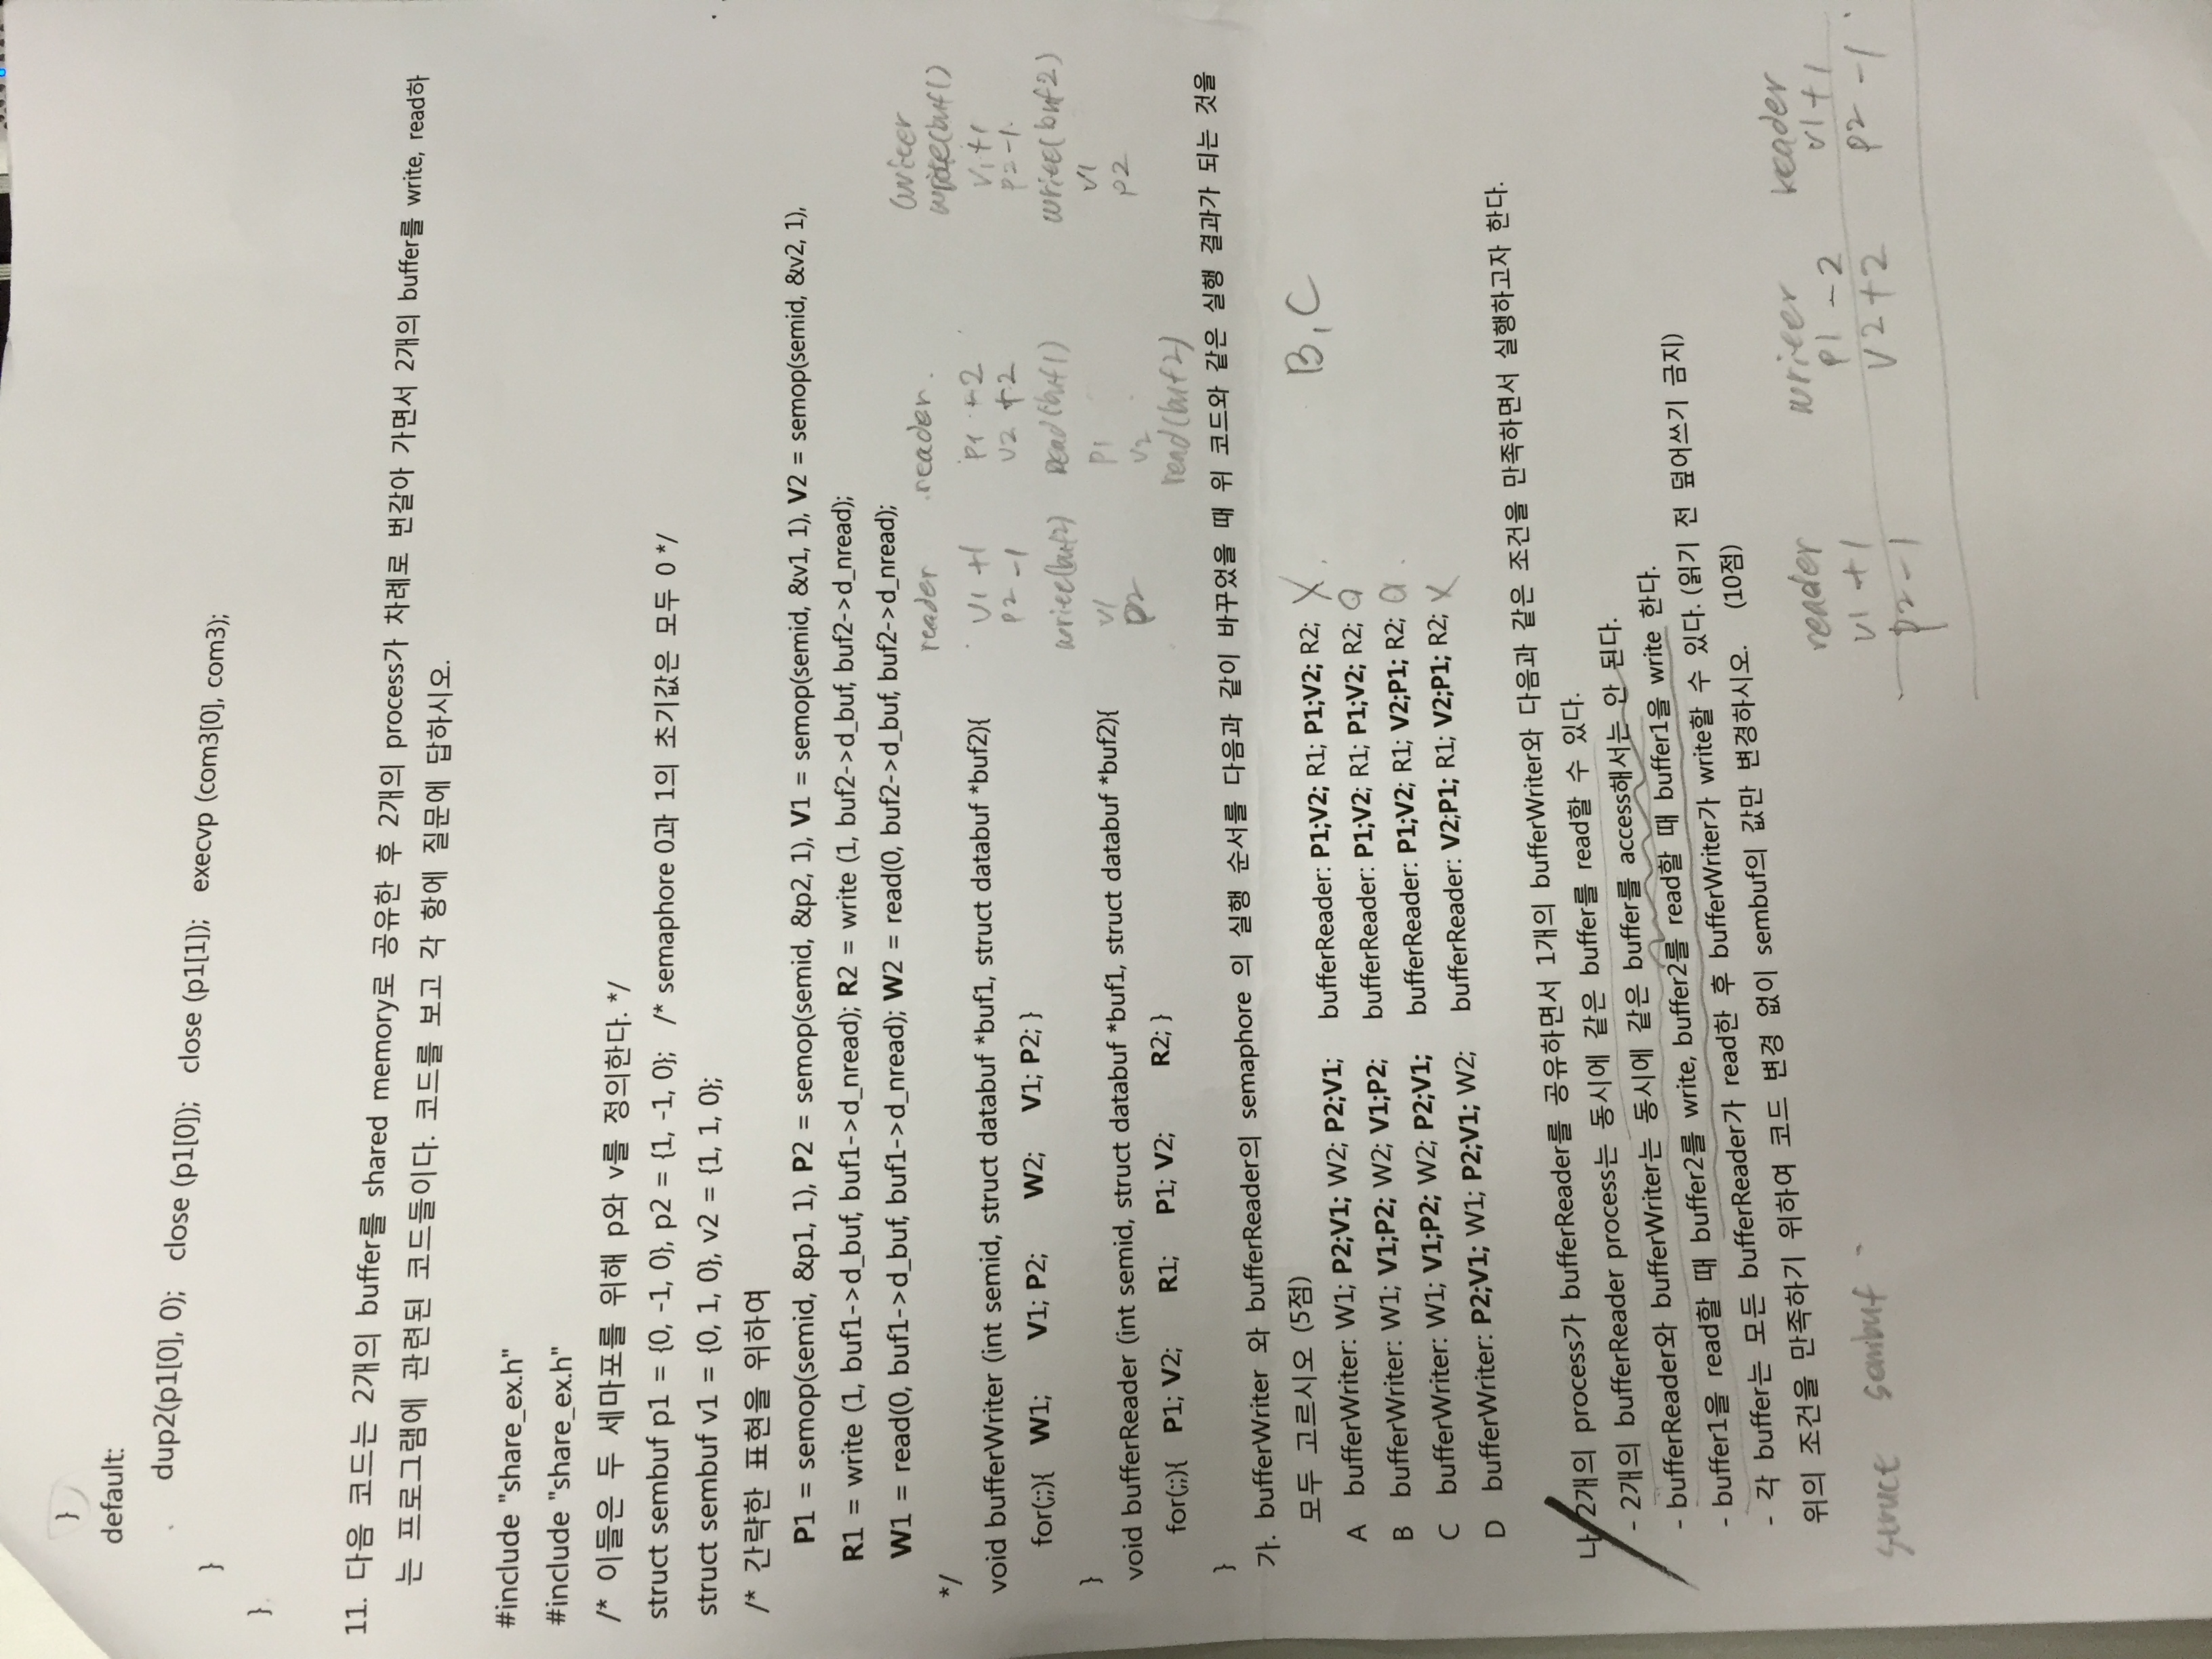 }
default:
dup2(p1[0], 0); close (p1[0]); close (p1[1]); execvp (com3[0], com3);
}
}
11. 다음 코드는 2개의 buffer를 shared memory로 공유한 후 2개의 process가 차례로 번갈아 가면서 2개의 buffer를 write, read하
는 프로그램에 관련된 코드들이다. 코드를 보고 각 항에 질문에 답하시오.
#include "share_ex.h"
#include "share_ex.h"
/* 이들은 두 세마포를 위해 p와 v를 정의한다. */
struct sembuf p1 = {0, -1, 0}, p2 = {1, -1, 0}; /* semaphore 0과 1의 초기값은 모두 0 */
struct sembuf v1 = {0, 1, 0}, v2 = {1, 1, 0};
/* 간략한 표현을 위하여
P1 = semop(semid, &p1, 1), P2 = semop(semid, &p2, 1), V1 = semop(semid, &v1, 1), V2 = semop(semid, &v2, 1),
R1 = write (1, buf1->d_buf, buf1->d_nread); R2 = write (1, buf2->d_buf, buf2->d_nread);
W1 = read(0, buf1->d_buf, buf1->d_nread); W2 = read(0, buf2->d_buf, buf2->d_nread);
*/
reader .reader. writer
write(buf1)
V1 +1 P1 +2 V1+1
P2 -1 V2 +2 P2-1.
write(buf2) read(buf1) write(buf2)
V1 P1 V1
P2 V2 P2
read(buf2)
void bufferWriter (int semid, struct databuf *buf1, struct databuf *buf2){
for(;;){ W1; V1; P2; W2; V1; P2; }
}
void bufferReader (int semid, struct databuf *buf1, struct databuf *buf2){
for(;;){ P1; V2; R1; P1; V2; R2; }
}
가. bufferWriter 와 bufferReader의 semaphore 의 실행 순서를 다음과 같이 바꾸었을 때 위 코드와 같은 실행 결과가 되는 것을
모두 고르시오 (5점) B, C
A bufferWriter: W1; P2;V1; W2; P2;V1; bufferReader: P1;V2; R1; P1;V2; R2; X.
B bufferWriter: W1; V1;P2; W2; V1;P2; bufferReader: P1;V2; R1; P1;V2; R2;
C bufferWriter: W1; V1;P2; W2; P2;V1; bufferReader: P1;V2; R1; V2;P1; R2;
D bufferWriter: P2;V1; W1; P2;V1; W2; bufferReader: V2;P1; R1; V2;P1; R2; X
나. 2개의 process가 bufferReader를 공유하면서 1개의 bufferWriter와 다음과 같은 조건을 만족하면서 실행하고자 한다.
- 2개의 bufferReader process는 동시에 같은 buffer를 read할 수 있다.
- bufferReader와 bufferWriter는 동시에 같은 buffer를 access해서는 안 된다.
- buffer1을 read할 때 buffer2를 write, buffer2를 read할 때 buffer1을 write 한다.
- 각 buffer는 모든 bufferReader가 read한 후 bufferWriter가 write할 수 있다. (읽기 전 덮어쓰기 금지)
위의 조건을 만족하기 위하여 코드 변경 없이 sembuf의 값만 변경하시오. (10점)
struct sembuf
reader writer reader
V1 +1 P1 -2 V1+1
P2-1 V2+2 P2 -1